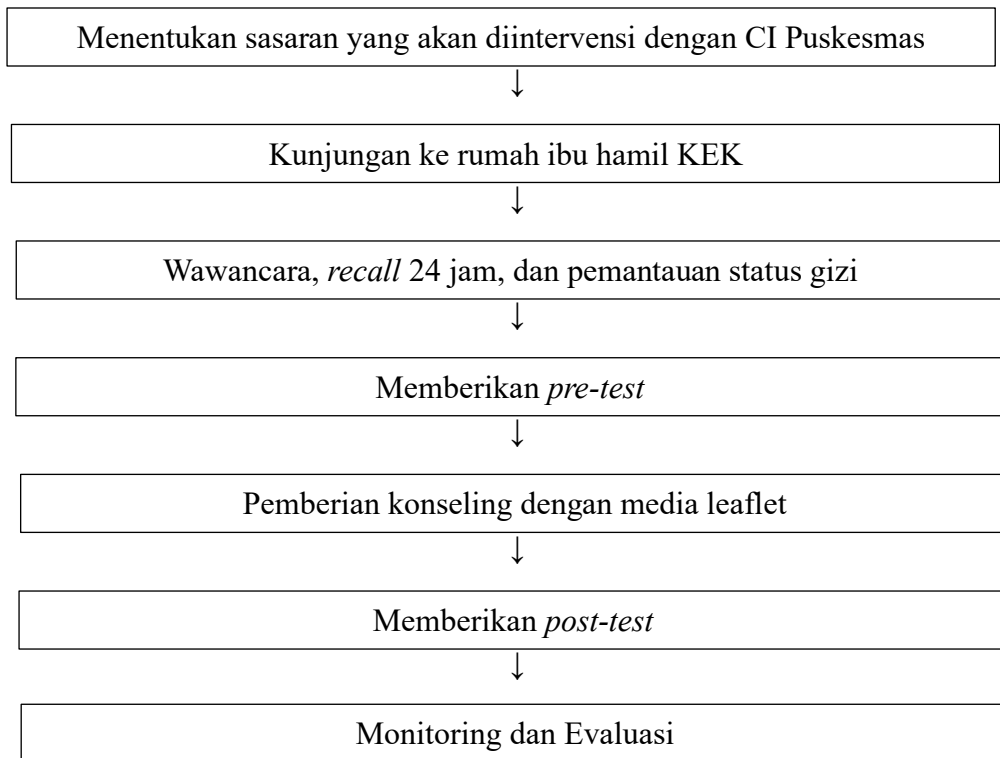 Menentukan sasaran yang akan diintervensi dengan CI Puskesmas
↓
Kunjungan ke rumah ibu hamil KEK
↓
Wawancara, recall 24 jam, dan pemantauan status gizi
↓
Memberikan pre-test
↓
Pemberian konseling dengan media leaflet
↓
Memberikan post-test
↓
Monitoring dan Evaluasi